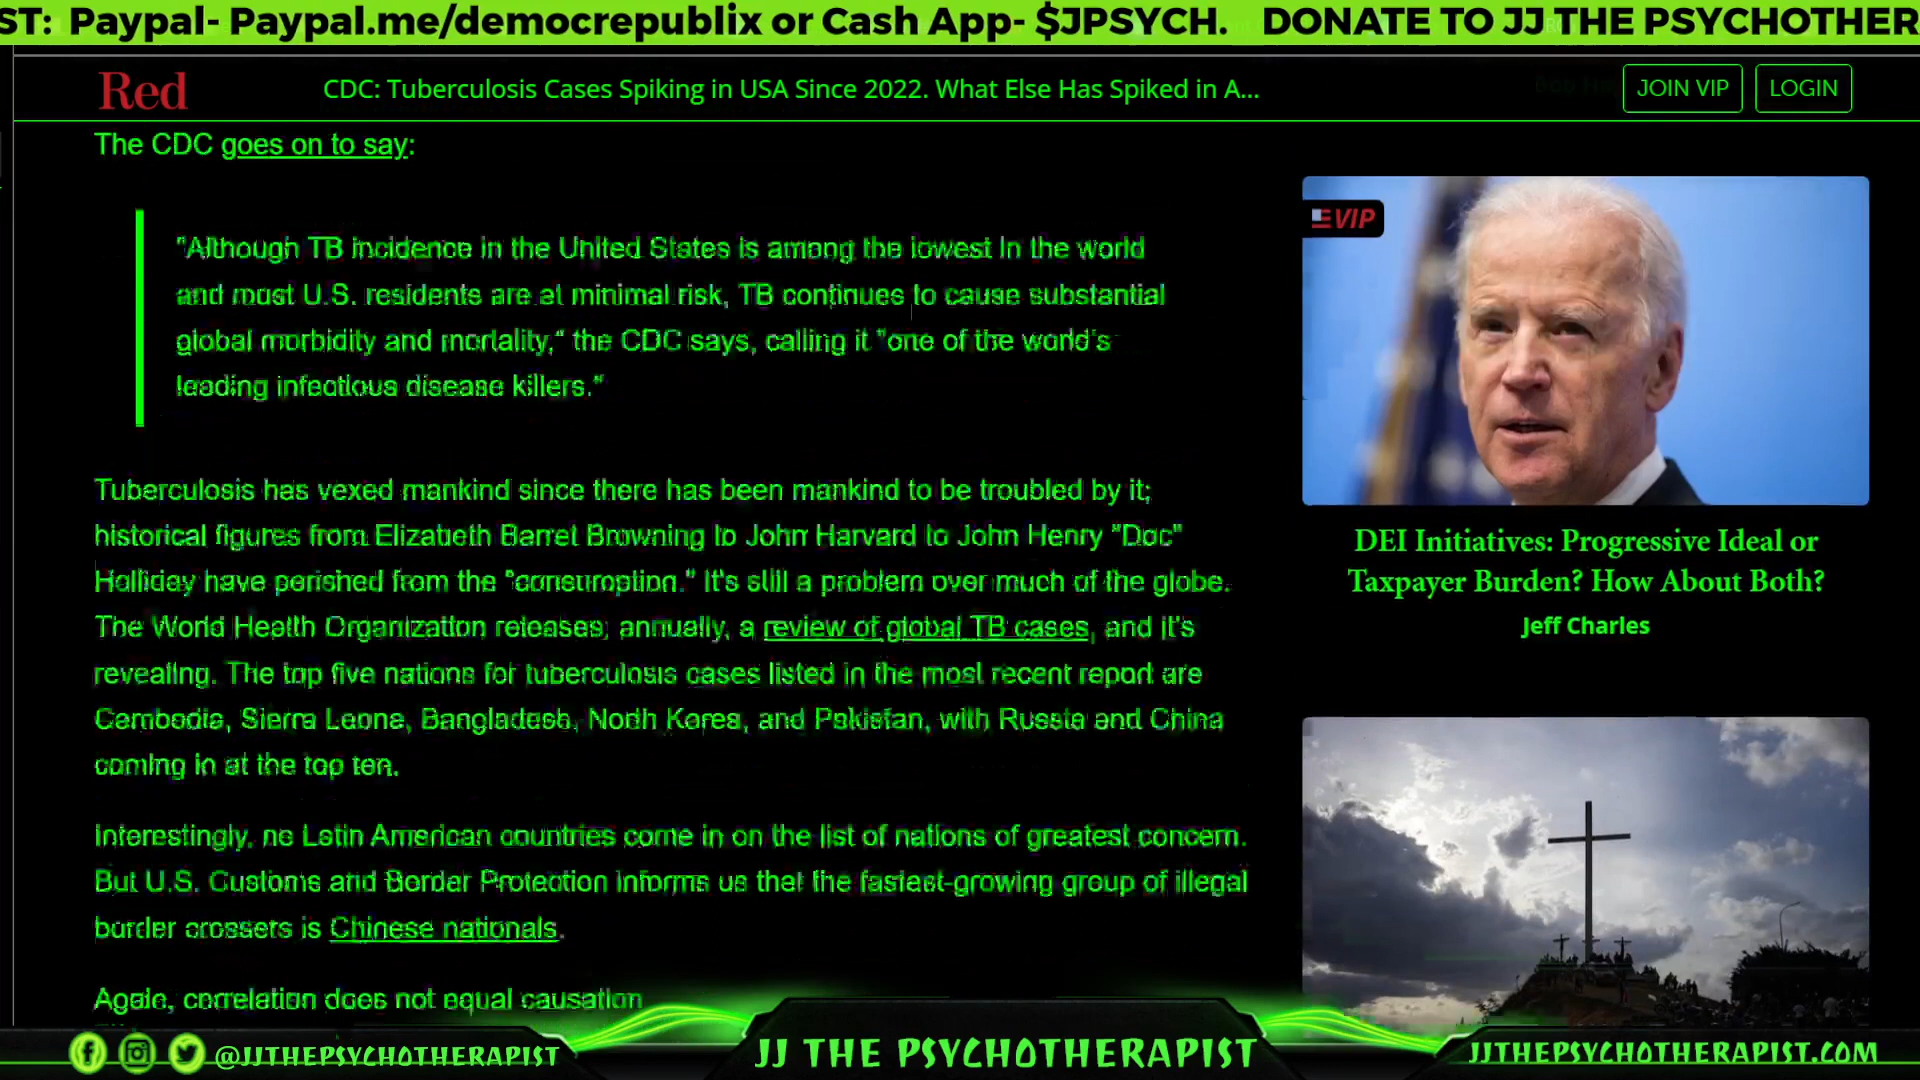 ST: Paypal- Paypal.me/democrepublix or Cash App- $JPSYCH. DONATE TO JJ THE PSYCHOTHER
Red
CDC: Tuberculosis Cases Spiking in USA Since 2022. What Else Has Spiked in A...
JOIN VIP
LOGIN
The CDC goes on to say:
"Although TB incidence in the United States is among the lowest in the world
and most U.S. residents are at minimal risk, TB continues to cause substantial
global morbidity and mortality," the CDC says, calling it "one of the world's
leading infectious disease killers."
Tuberculosis has vexed mankind since there has been mankind to be troubled by it;
historical figures from Elizabeth Barret Browning to John Harvard to John Henry "Doc"
Holliday have perished from the "consumption." It's still a problem over much of the globe.
The World Health Organization releases, annually, a review of global TB cases, and it's
revealing. The top five nations for tuberculosis cases listed in the most recent report are
Cambodia, Sierra Leone, Bangladesh, North Korea, and Pakistan, with Russia and China
coming in at the top ten.
Interestingly, no Latin American countries come in on the list of nations of greatest concern.
But U.S. Customs and Border Protection informs us that the fastest-growing group of illegal
border crossers is Chinese nationals.
Again, correlation does not equal causation
VIP
DEI Initiatives: Progressive Ideal or
Taxpayer Burden? How About Both?
Jeff Charles
@JJTHEPSYCHOTHERAPIST
JJ THE PSYCHOTHERAPIST
JJTHEPSYCHOTHERAPIST.COM